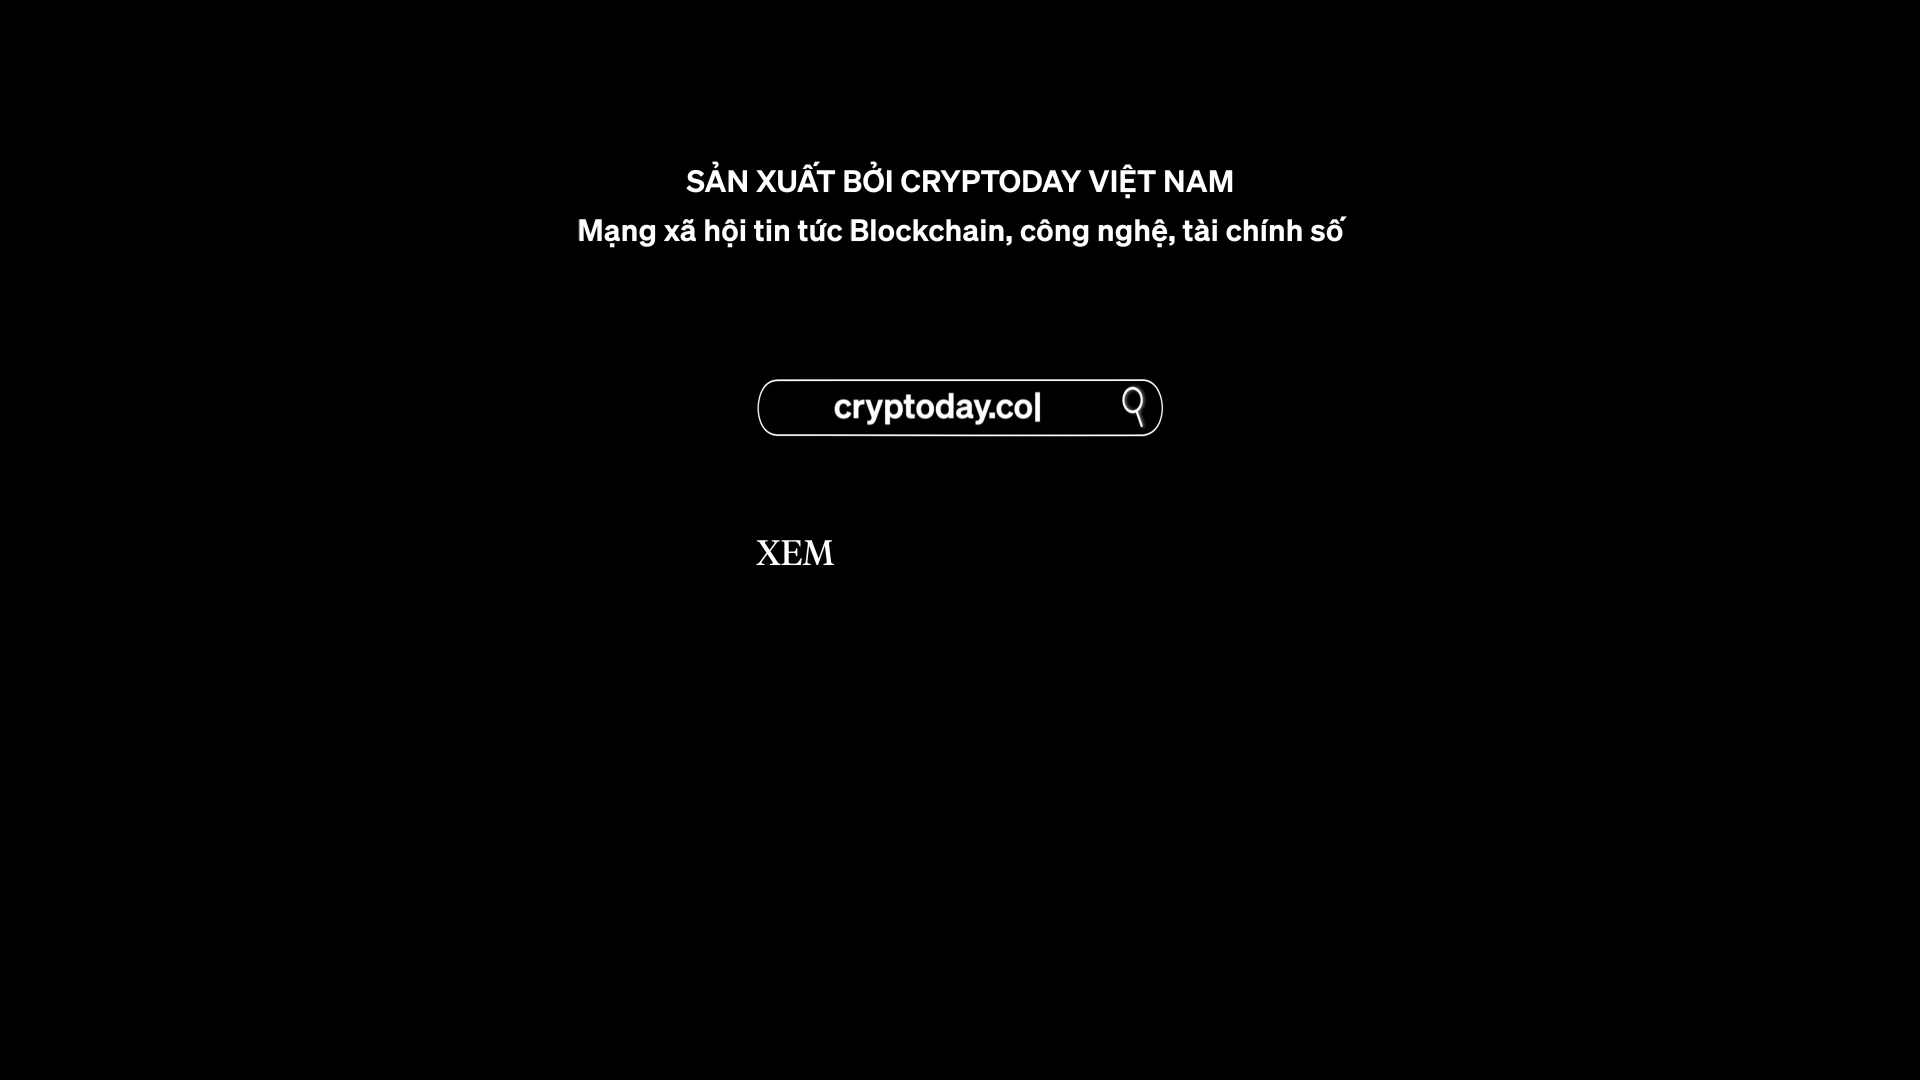 SẢN XUẤT BỞI CRYPTODAY VIỆT NAM
Mạng xã hội tin tức Blockchain, công nghệ, tài chính số
cryptoday.co|
XEM